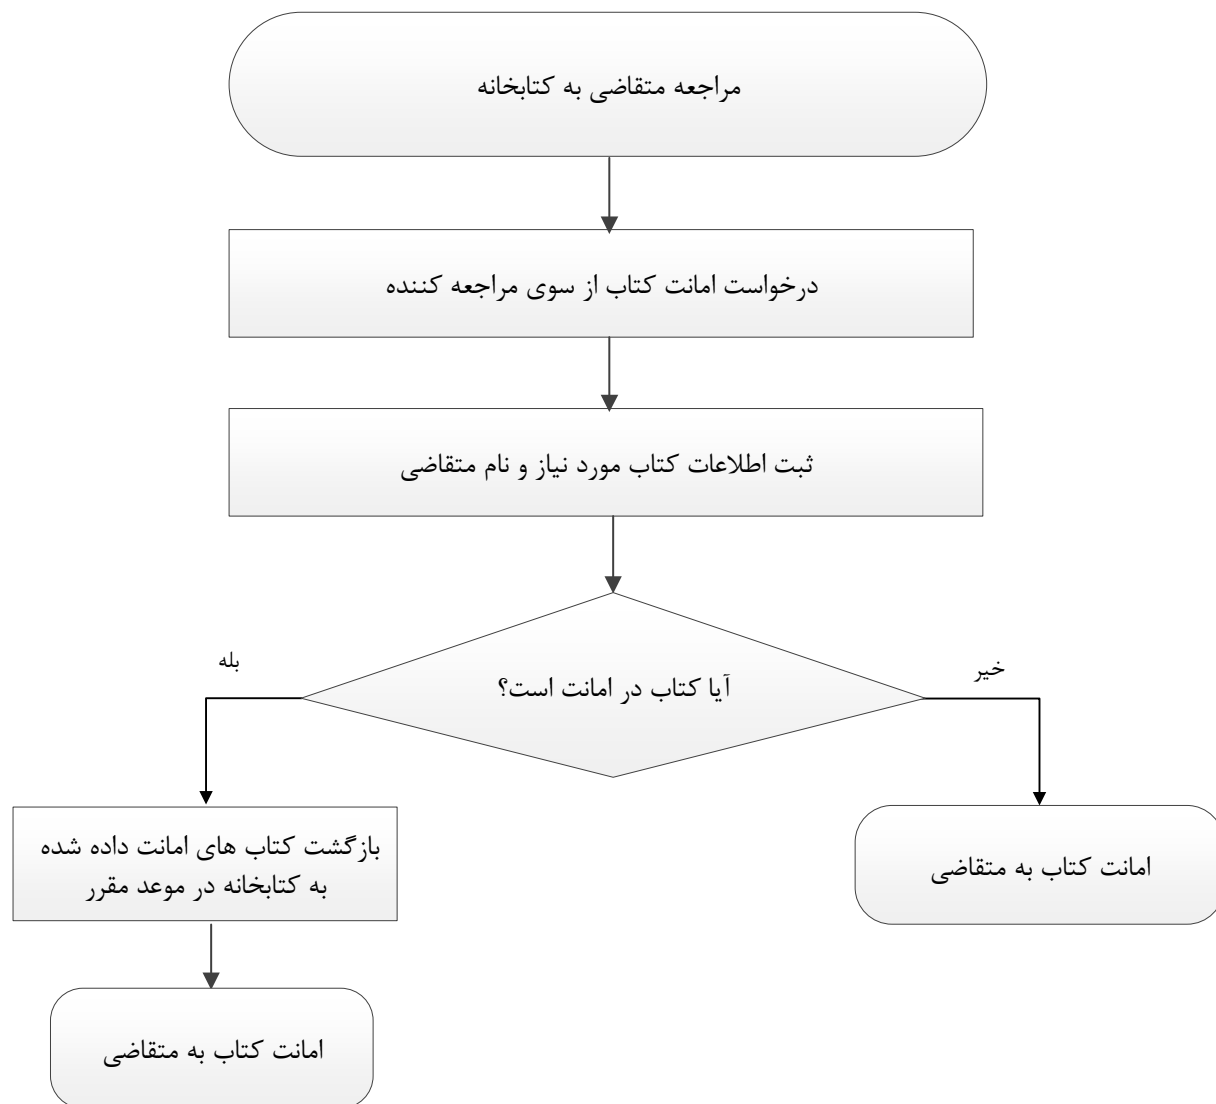 مراجعه متقاضی به کتابخانه
درخواست امانت کتاب از سوی مراجعه کننده
ثبت اطلاعات کتاب مورد نیاز و نام متقاضی
آیا کتاب در امانت است؟
خیر
بله
امانت کتاب به متقاضی
بازگشت کتاب های امانت داده شده
به کتابخانه در موعد مقرر
امانت کتاب به متقاضی